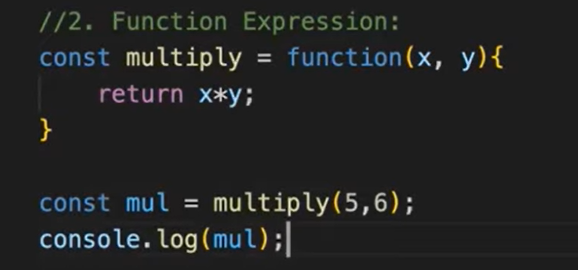 //2. Function Expression:
const multiply = function(x, y){
    return x*y;
}

const mul = multiply(5,6);
console.log(mul);